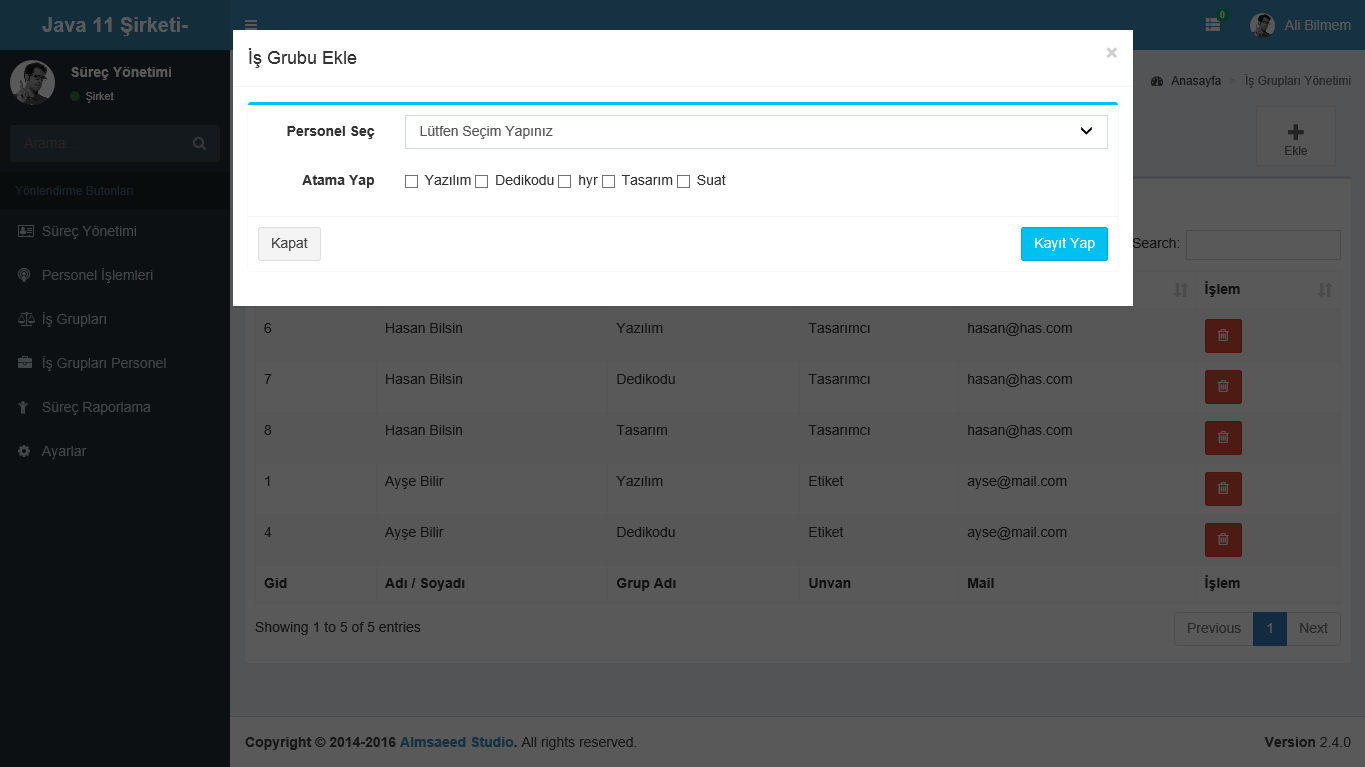 Java 11 Şirketi-
0
Ali Bilmem
Süreç Yönetimi
Şirket
Arama...
Yönlendirme Butonları
Süreç Yönetimi
Personel İşlemleri
İş Grupları
İş Grupları Personel
Süreç Raporlama
Ayarlar
İş Grubu Ekle
×
Personel Seç
Lütfen Seçim Yapınız
Atama Yap
Yazılım Dedikodu hyr Tasarım Suat
Kapat
Kayıt Yap
Anasayfa > İş Grupları Yönetimi
Ekle
Search:
İşlem
6 Hasan Bilsin Yazılım Tasarımcı hasan@has.com
7 Hasan Bilsin Dedikodu Tasarımcı hasan@has.com
8 Hasan Bilsin Tasarım Tasarımcı hasan@has.com
1 Ayşe Bilir Yazılım Etiket ayse@mail.com
4 Ayşe Bilir Dedikodu Etiket ayse@mail.com
Gid Adı / Soyadı Grup Adı Unvan Mail İşlem
Showing 1 to 5 of 5 entries
Previous 1 Next
Copyright © 2014-2016 Almsaeed Studio. All rights reserved.
Version 2.4.0